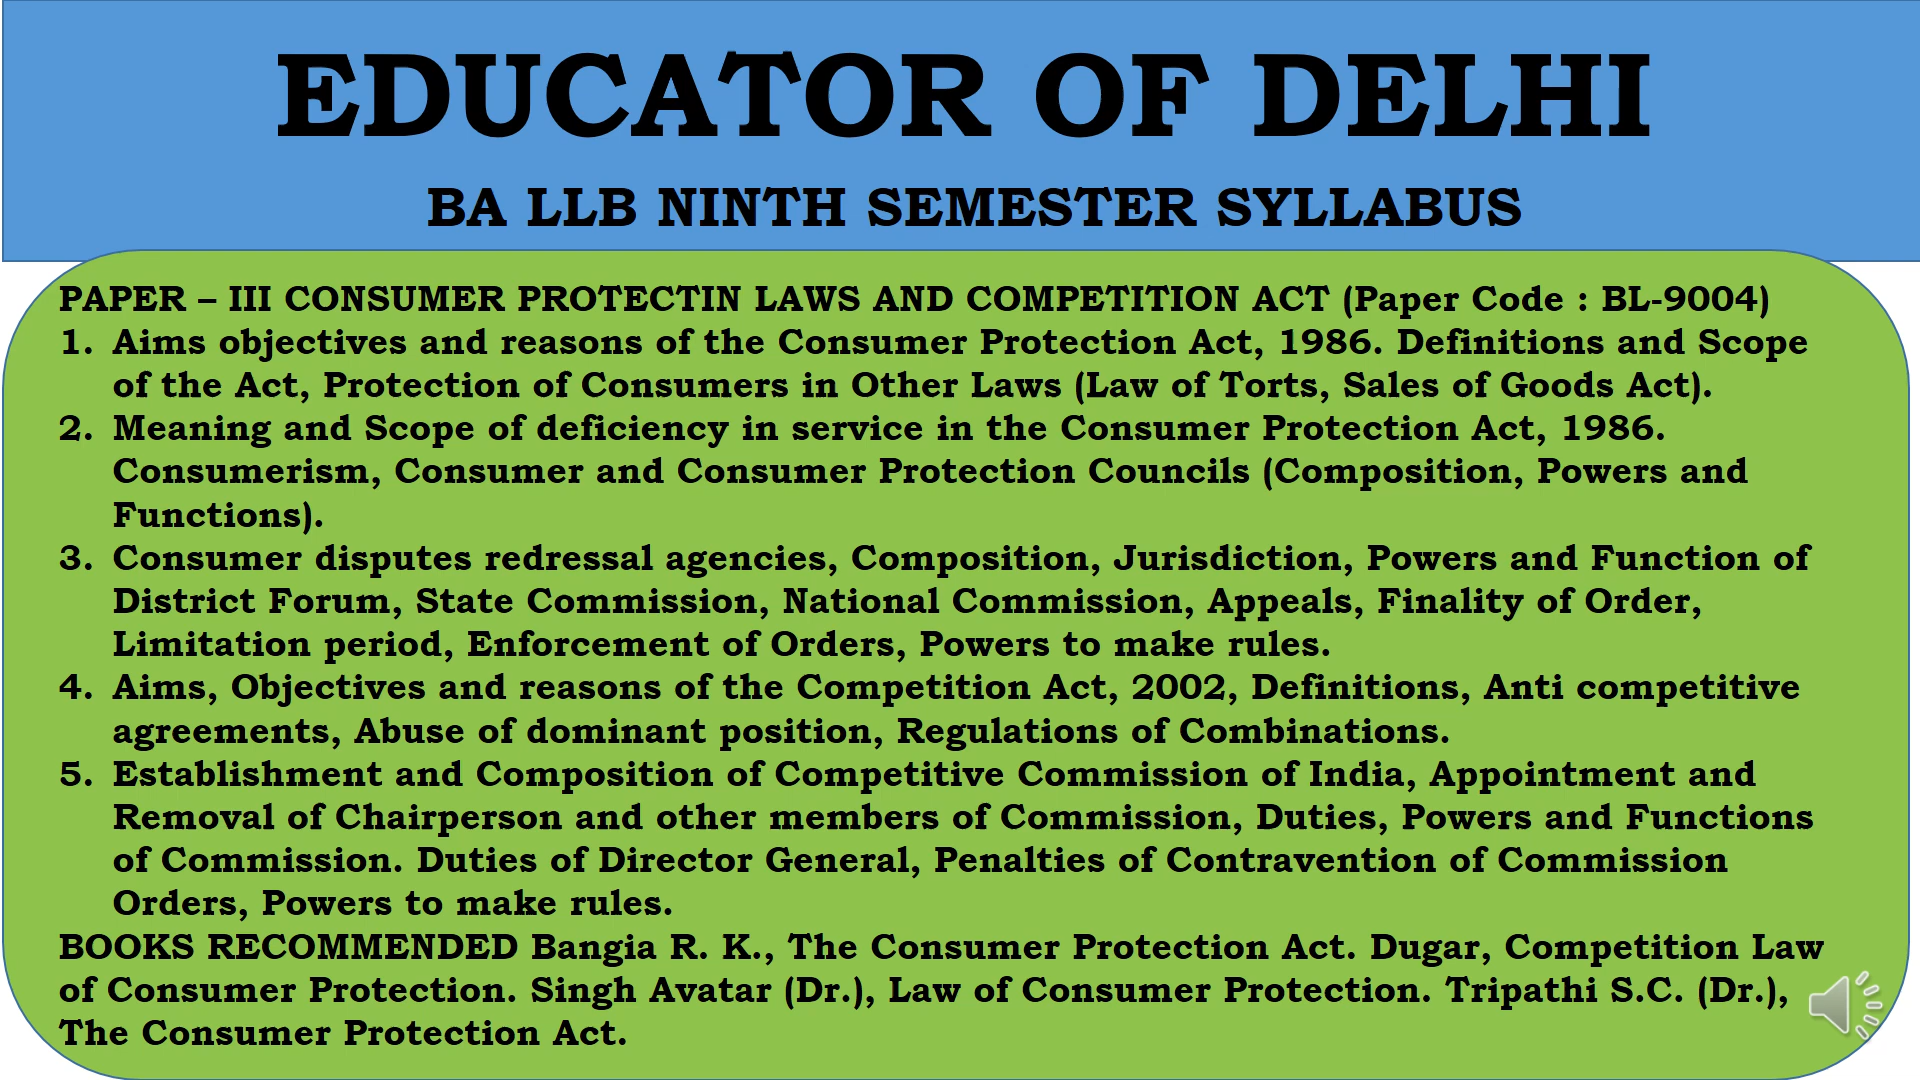 EDUCATOR OF DELHI
BA LLB NINTH SEMESTER SYLLABUS
PAPER – III CONSUMER PROTECTIN LAWS AND COMPETITION ACT (Paper Code : BL-9004)
1. Aims objectives and reasons of the Consumer Protection Act, 1986. Definitions and Scope
of the Act, Protection of Consumers in Other Laws (Law of Torts, Sales of Goods Act).
2. Meaning and Scope of deficiency in service in the Consumer Protection Act, 1986.
Consumerism, Consumer and Consumer Protection Councils (Composition, Powers and
Functions).
3. Consumer disputes redressal agencies, Composition, Jurisdiction, Powers and Function of
District Forum, State Commission, National Commission, Appeals, Finality of Order,
Limitation period, Enforcement of Orders, Powers to make rules.
4. Aims, Objectives and reasons of the Competition Act, 2002, Definitions, Anti competitive
agreements, Abuse of dominant position, Regulations of Combinations.
5. Establishment and Composition of Competitive Commission of India, Appointment and
Removal of Chairperson and other members of Commission, Duties, Powers and Functions
of Commission. Duties of Director General, Penalties of Contravention of Commission
Orders, Powers to make rules.
BOOKS RECOMMENDED Bangia R. K., The Consumer Protection Act. Dugar, Competition Law
of Consumer Protection. Singh Avatar (Dr.), Law of Consumer Protection. Tripathi S.C. (Dr.),
The Consumer Protection Act.